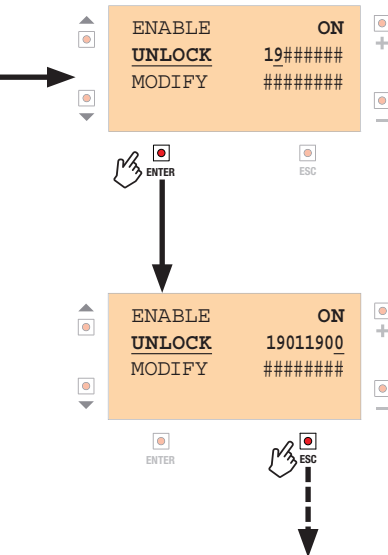 ENABLE ON
UNLOCK 19######
MODIFY ########
ENTER ESC
ENABLE ON
UNLOCK 19011900
MODIFY ########
ENTER ESC